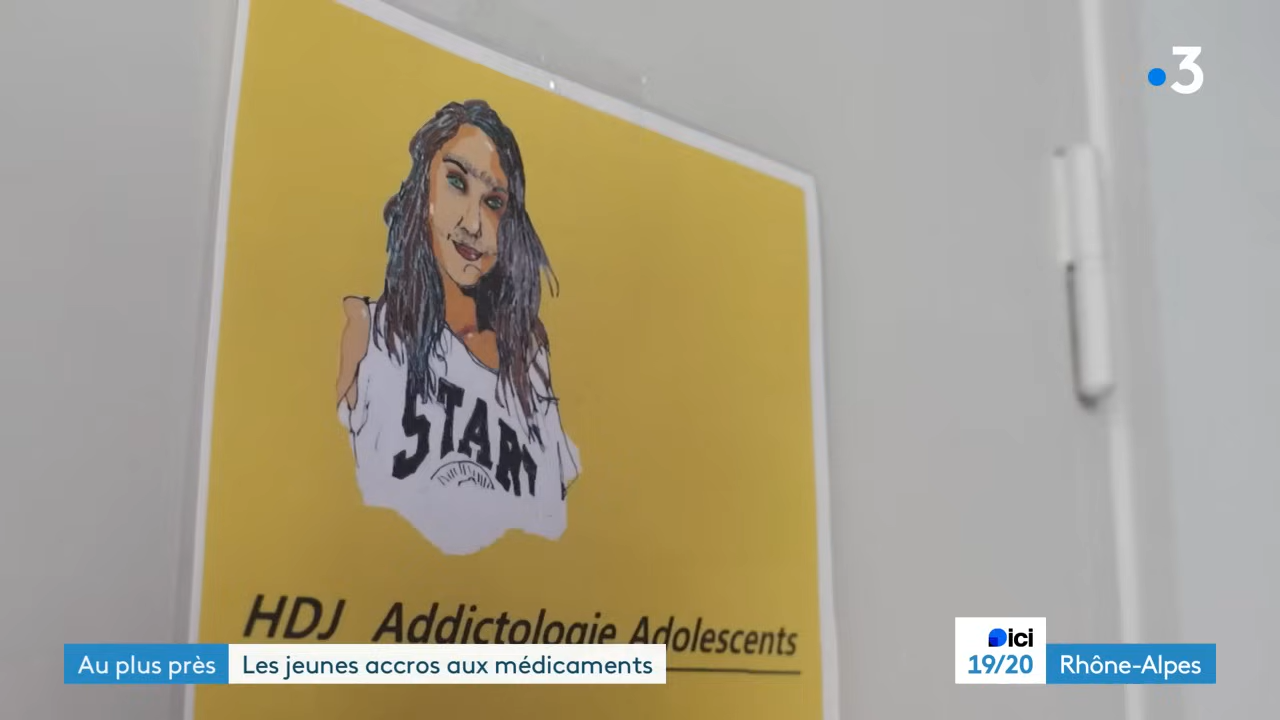 3
START
HDJ Addictologie Adolescents
Au plus près
Les jeunes accros aux médicaments
ici
19/20
Rhône-Alpes